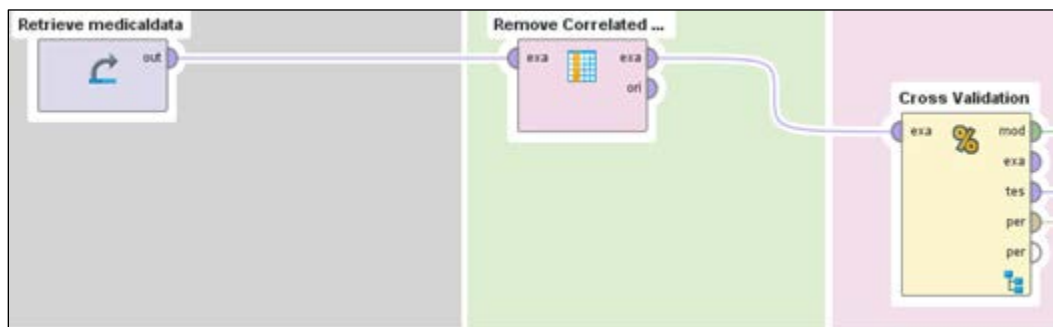 Retrieve medicaldata
out
Remove Correlated ...
exa
exa
ori
Cross Validation
exa
mod
exa
tes
per
per